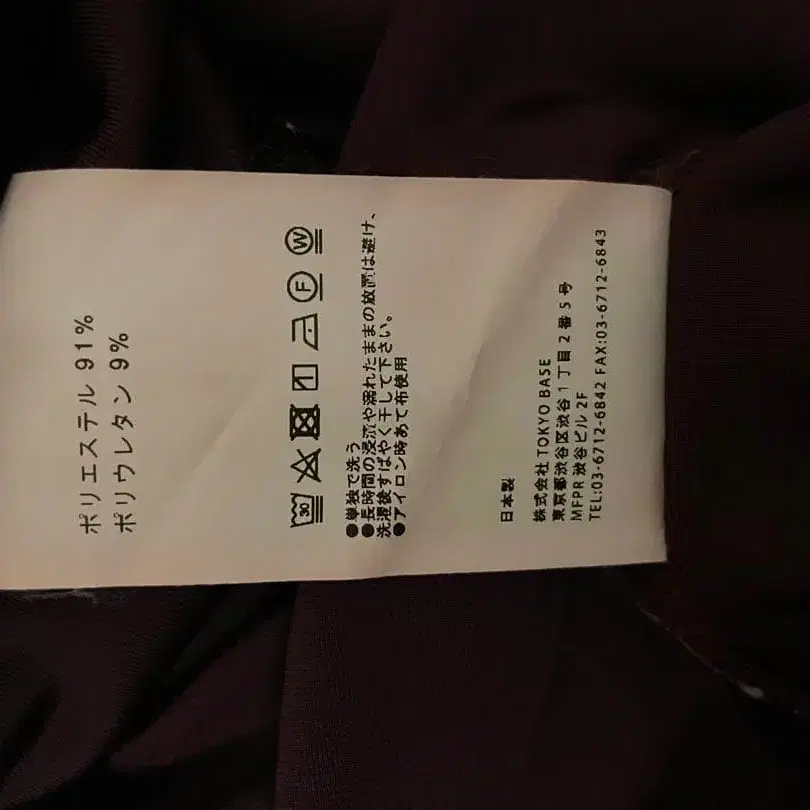 ポリエステル 91%
ポリウレタン 9%
30 F W
●単独で洗う
●長時間の浸漬や濡れたままの放置は避け、
洗濯後すばやく干して下さい。
●アイロン時あて布使用
日本製
株式会社 TOKYO BASE
東京都渋谷区渋谷1丁目2番5号
MFPR 渋谷ビル 2F
TEL:03-6712-6842 FAX:03-6712-6843